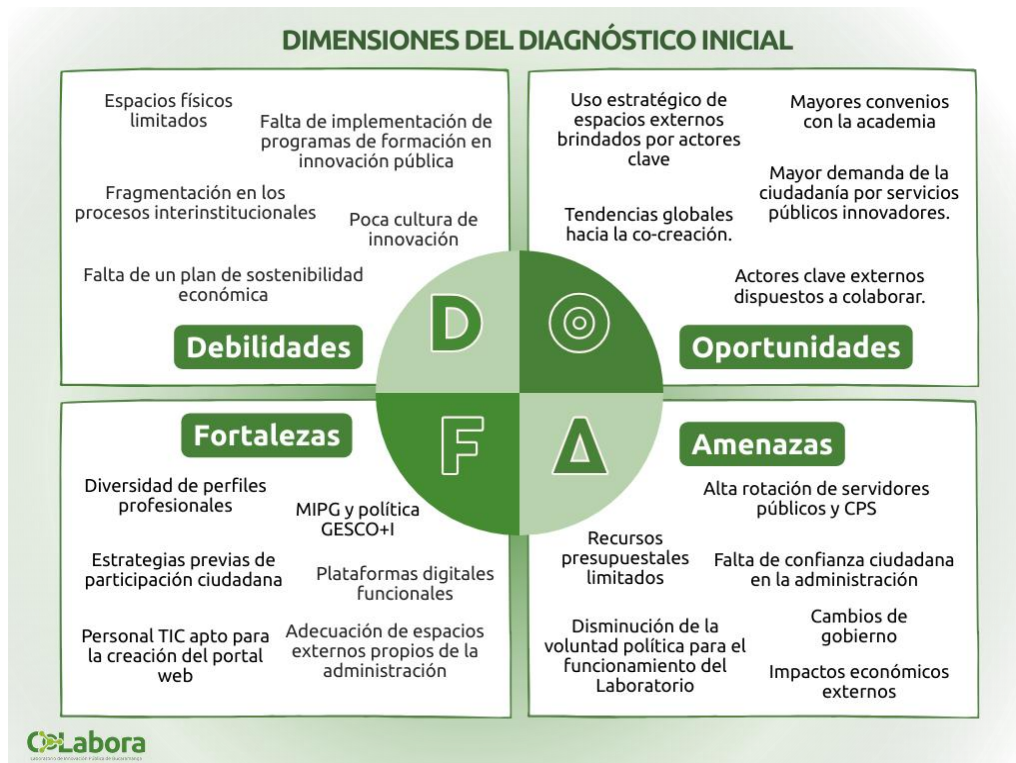 DIMENSIONES DEL DIAGNÓSTICO INICIAL
Espacios físicos
limitados
Falta de implementación de
programas de formación en
innovación pública
Fragmentación en los
procesos interinstitucionales
Poca cultura de
innovación
Falta de un plan de sostenibilidad
económica
Debilidades
Uso estratégico de
espacios externos
brindados por actores
clave
Mayores convenios
con la academia
Mayor demanda de la
ciudadanía por servicios
públicos innovadores.
Tendencias globales
hacia la co-creación.
Actores clave externos
dispuestos a colaborar.
Oportunidades
D O
F A
Fortalezas
Diversidad de perfiles
profesionales
MIPG y política
GESCO+I
Estrategias previas de
participación ciudadana
Plataformas digitales
funcionales
Personal TIC apto para
la creación del portal
web
Adecuación de espacios
externos propios de la
administración
Amenazas
Alta rotación de servidores
públicos y CPS
Recursos
presupuestales
limitados
Falta de confianza ciudadana
en la administración
Disminución de la
voluntad política para el
funcionamiento del
Laboratorio
Cambios de
gobierno
Impactos económicos
externos
CoLabora
Laboratorio de Innovación Pública de Bucaramanga